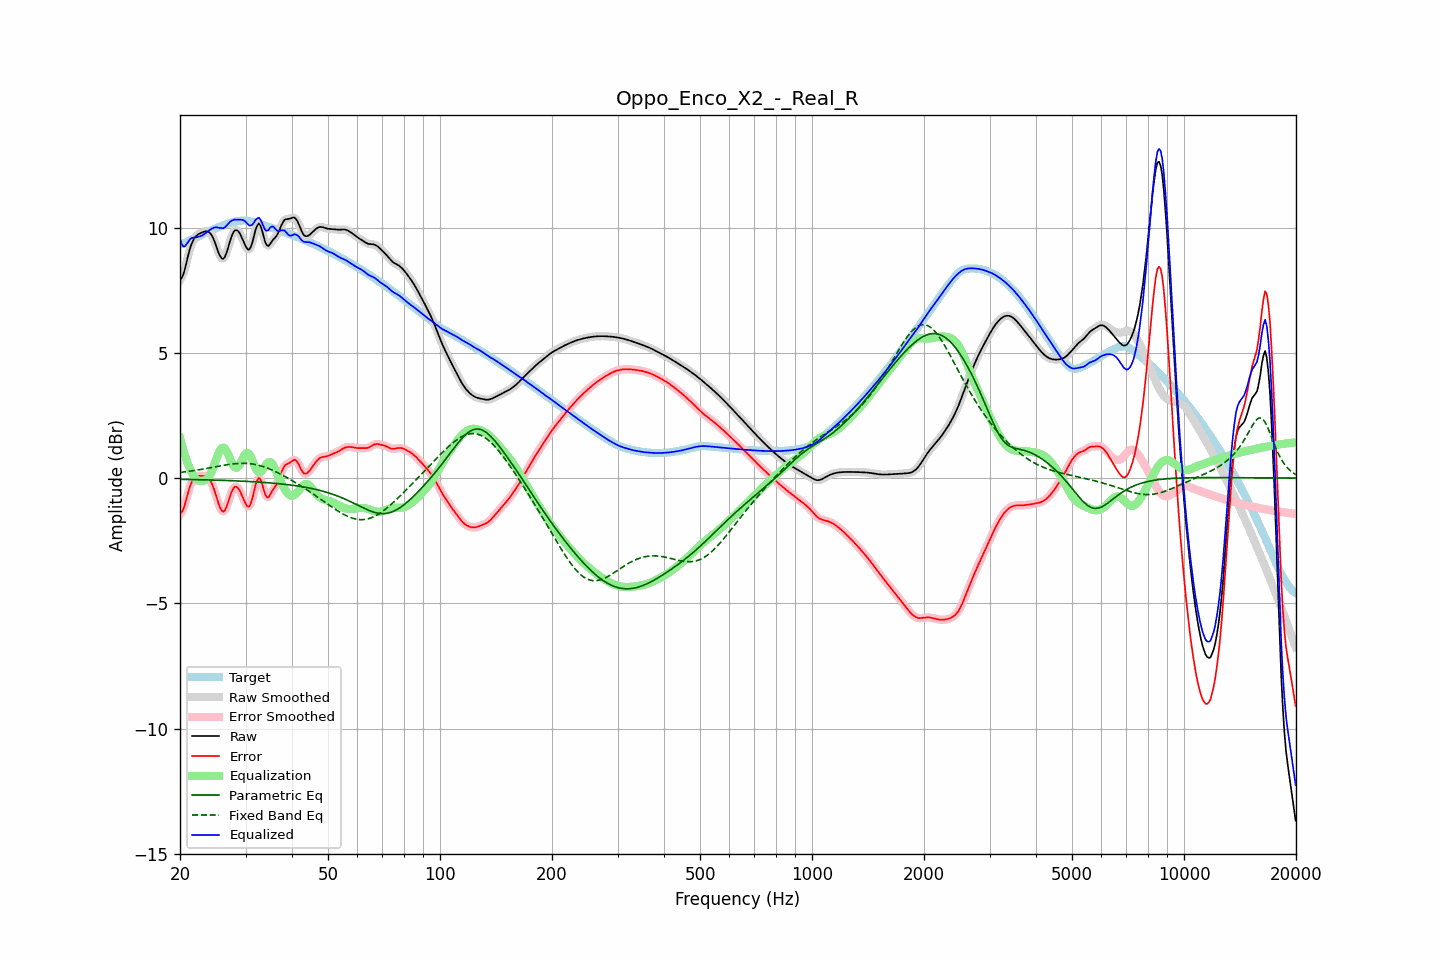 Oppo_Enco_X2_-_Real_R
Amplitude (dBr)
10
5
0
−5
−10
−15
Target
Raw Smoothed
Error Smoothed
Raw
Error
Equalization
Parametric Eq
Fixed Band Eq
Equalized
20 50 100 200 500 1000 2000 5000 10000 20000
Frequency (Hz)